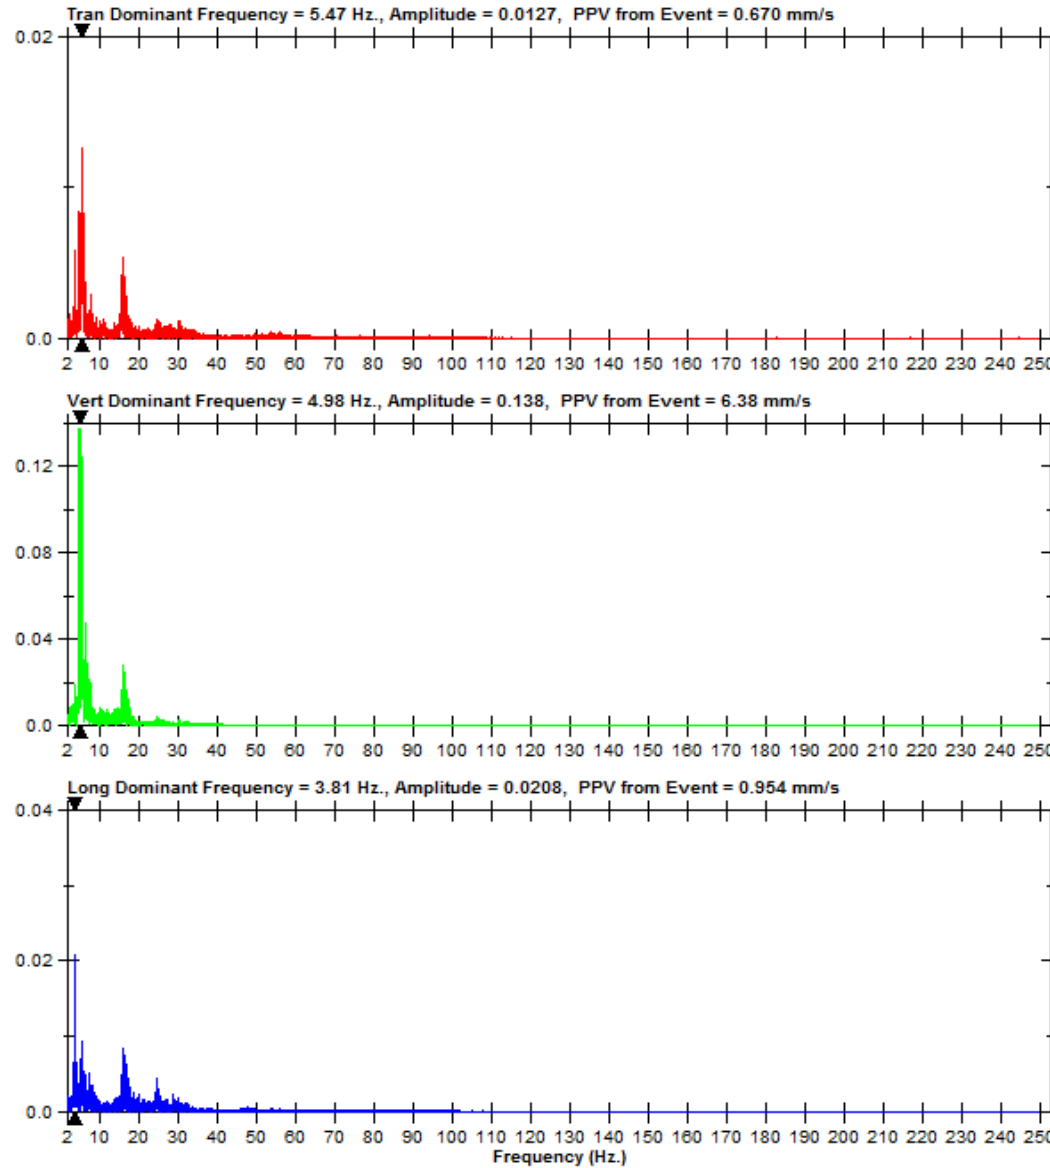 Tran Dominant Frequency = 5.47 Hz., Amplitude = 0.0127, PPV from Event = 0.670 mm/s
0.02
0.0
2 10 20 30 40 50 60 70 80 90 100 110 120 130 140 150 160 170 180 190 200 210 220 230 240 250
Vert Dominant Frequency = 4.98 Hz., Amplitude = 0.138, PPV from Event = 6.38 mm/s
0.12
0.08
0.04
0.0
2 10 20 30 40 50 60 70 80 90 100 110 120 130 140 150 160 170 180 190 200 210 220 230 240 250
Long Dominant Frequency = 3.81 Hz., Amplitude = 0.0208, PPV from Event = 0.954 mm/s
0.04
0.02
0.0
2 10 20 30 40 50 60 70 80 90 100 110 120 130 140 150 160 170 180 190 200 210 220 230 240 250
Frequency (Hz.)